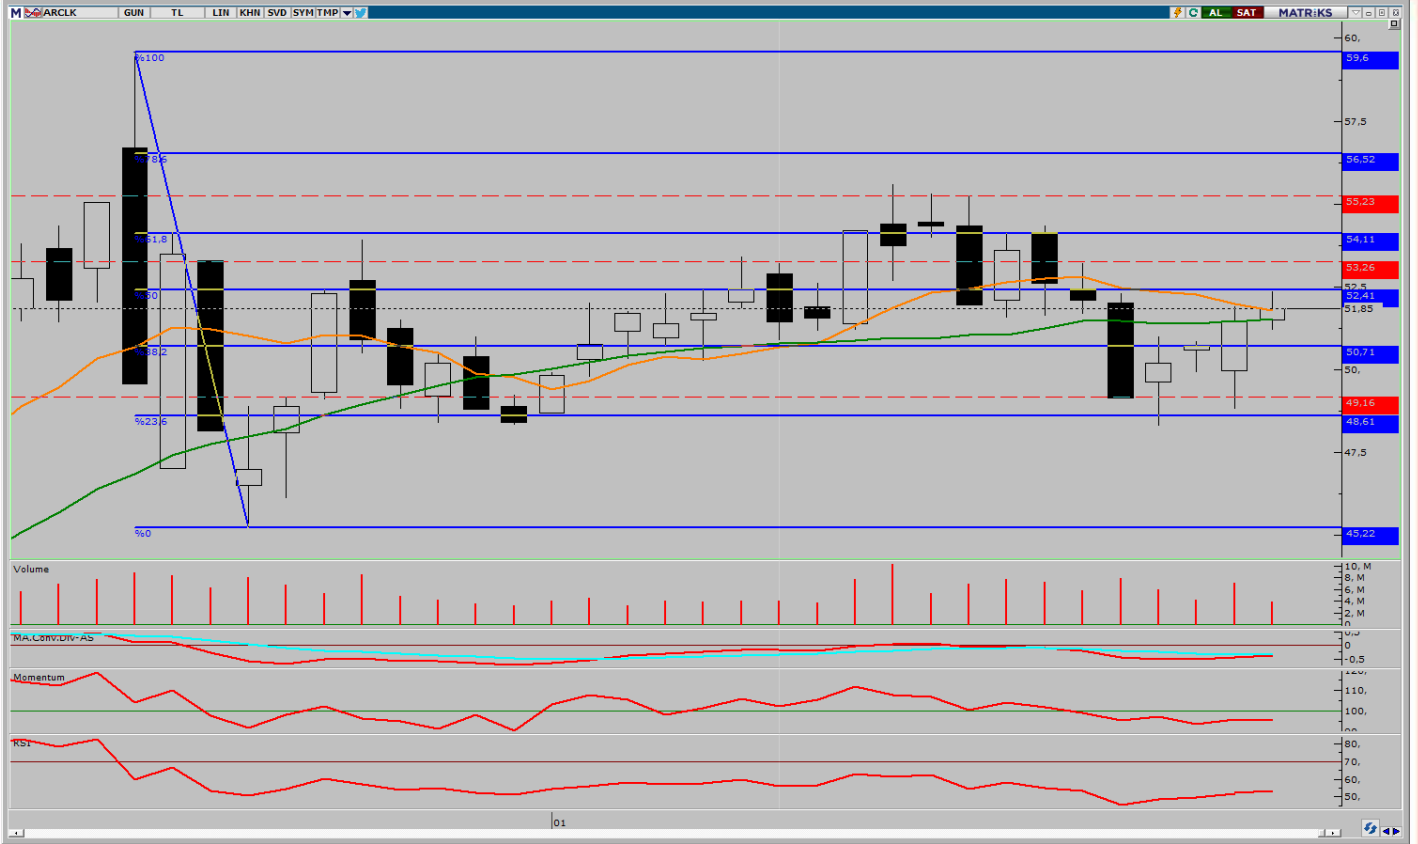 M ARCLK GUN TL LIN KHN SVD SYM TMP AL SAT MATRiKS
60,
%100 59,6
57,5
%78,6 56,52
55,23
%61,8 54,11
53,26
52,5
%50 52,41
51,85
%38,2 50,71
50,
49,16
%23,6 48,61
47,5
%0 45,22
Volume
10, M
8, M
6, M
4, M
2, M
0
MA.Conv.Div-AS
0,5
0
-0,5
Momentum
120,
110,
100,
90
RSI
80,
70,
60,
50,
01